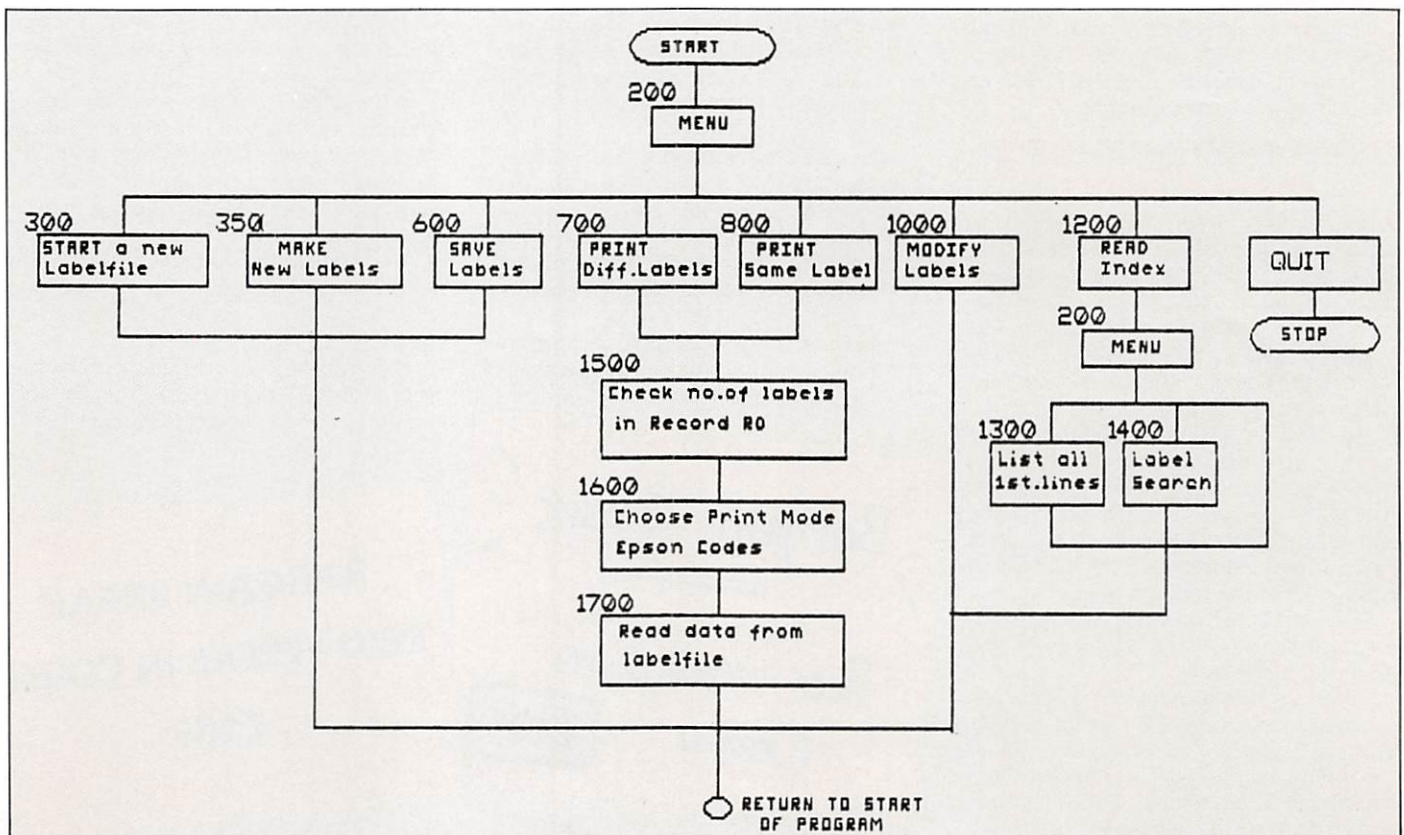 START
200
MENU
300
START a new
Labelfile
350
MAKE
New Labels
600
SAVE
Labels
700
PRINT
Diff.Labels
800
PRINT
Same Label
1000
MODIFY
Labels
1200
READ
Index
QUIT
STOP
200
MENU
1300
List all
1st.lines
1400
Label
Search
1500
Check no.of labels
in Record R0
1600
Choose Print Mode
Epson Codes
1700
Read data from
labelfile
RETURN TO START
OF PROGRAM